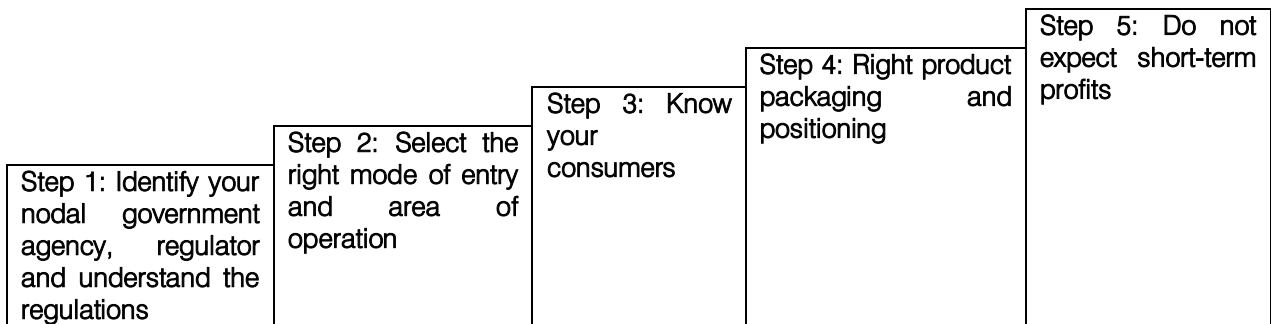 Step 1: Identify your
nodal government
agency, regulator
and understand the
regulations
Step 2: Select the
right mode of entry
and area of
operation
Step 3: Know
your
consumers
Step 4: Right product
packaging and
positioning
Step 5: Do not
expect short-term
profits